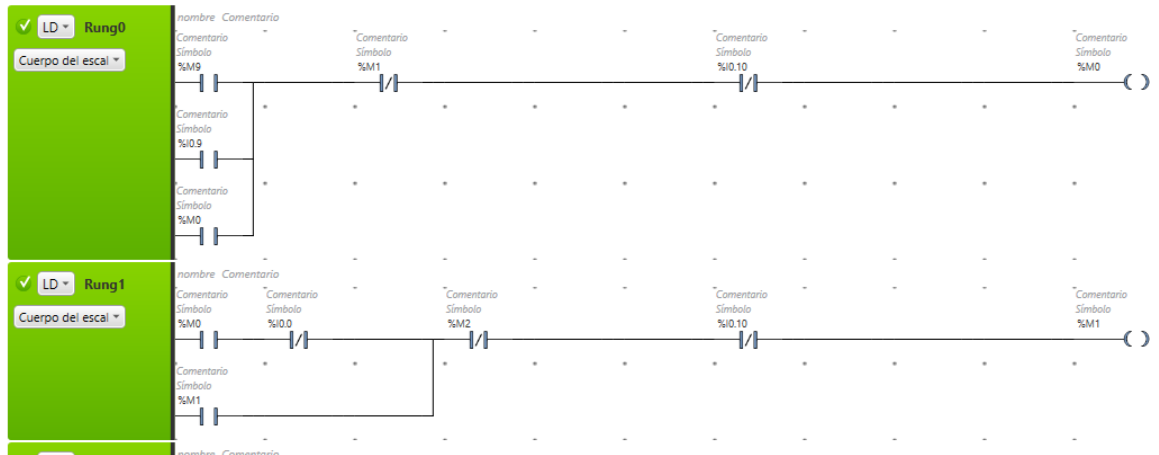 LD Rung0
Cuerpo del escal
nombre Comentario
Comentario Comentario Comentario Comentario
Símbolo Símbolo Símbolo Símbolo
%M9 %M1 %I0.10 %M0
Comentario
Símbolo
%I0.9
Comentario
Símbolo
%M0
LD Rung1
Cuerpo del escal
nombre Comentario
Comentario Comentario Comentario Comentario Comentario
Símbolo Símbolo Símbolo Símbolo Símbolo
%M0 %I0.0 %M2 %I0.10 %M1
Comentario
Símbolo
%M1
nombre Comentario